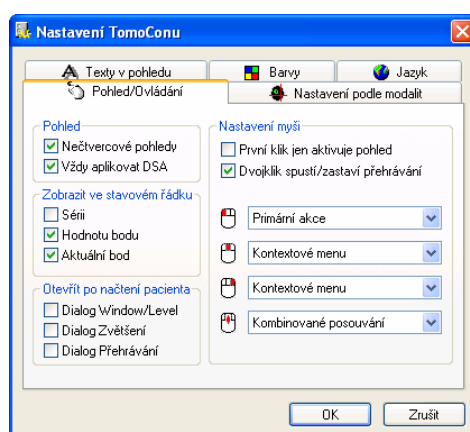 Nastavení TomoConu
Texty v pohledu
Barvy
Jazyk
Pohled/Ovládání
Nastavení podle modalit
Pohled
Nečtvercové pohledy
Vždy aplikovat DSA
Zobrazit ve stavovém řádku
Sérii
Hodnotu bodu
Aktuální bod
Otevřít po načtení pacienta
Dialog Window/Level
Dialog Zvětšení
Dialog Přehrávání
Nastavení myši
První klik jen aktivuje pohled
Dvojklik spustí/zastaví přehrávání
Primární akce
Kontextové menu
Kontextové menu
Kombinované posouvání
OK
Zrušit